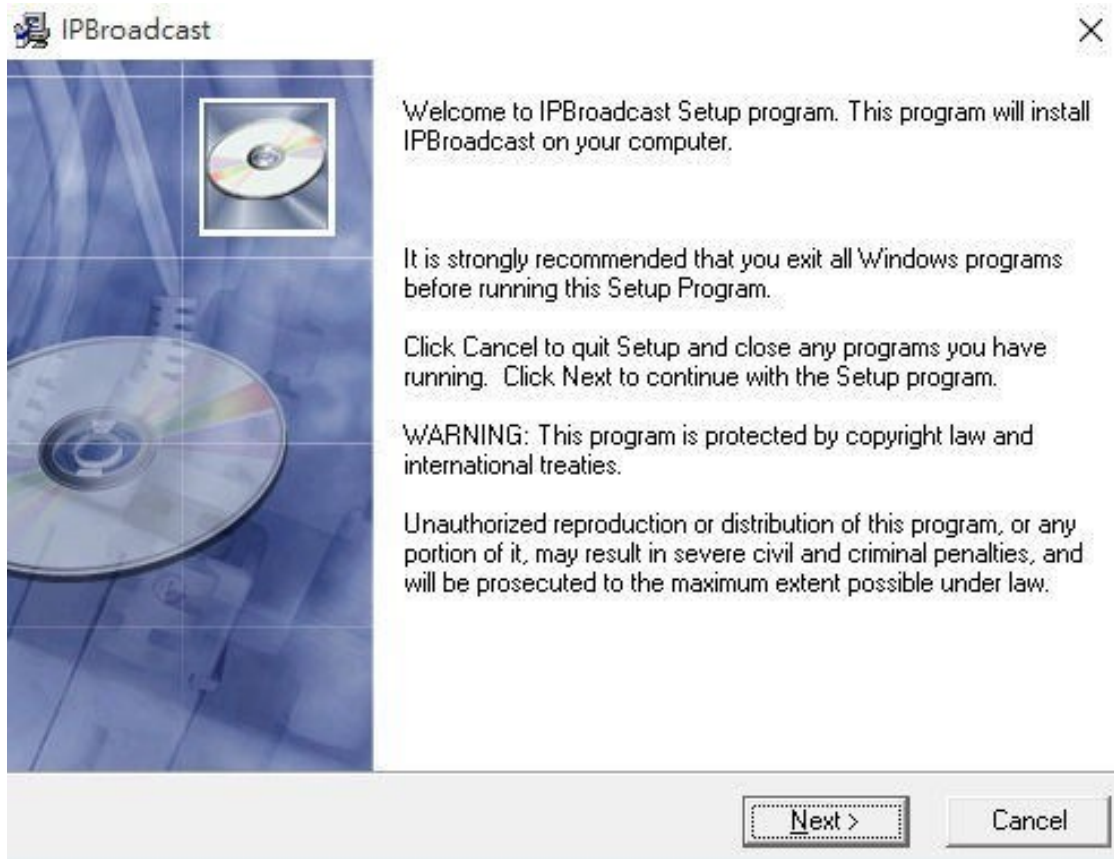 IPBroadcast
Welcome to IPBroadcast Setup program. This program will install
IPBroadcast on your computer.
It is strongly recommended that you exit all Windows programs
before running this Setup Program.
Click Cancel to quit Setup and close any programs you have
running.  Click Next to continue with the Setup program.
WARNING: This program is protected by copyright law and
international treaties.
Unauthorized reproduction or distribution of this program, or any
portion of it, may result in severe civil and criminal penalties, and
will be prosecuted to the maximum extent possible under law.
Next >
Cancel